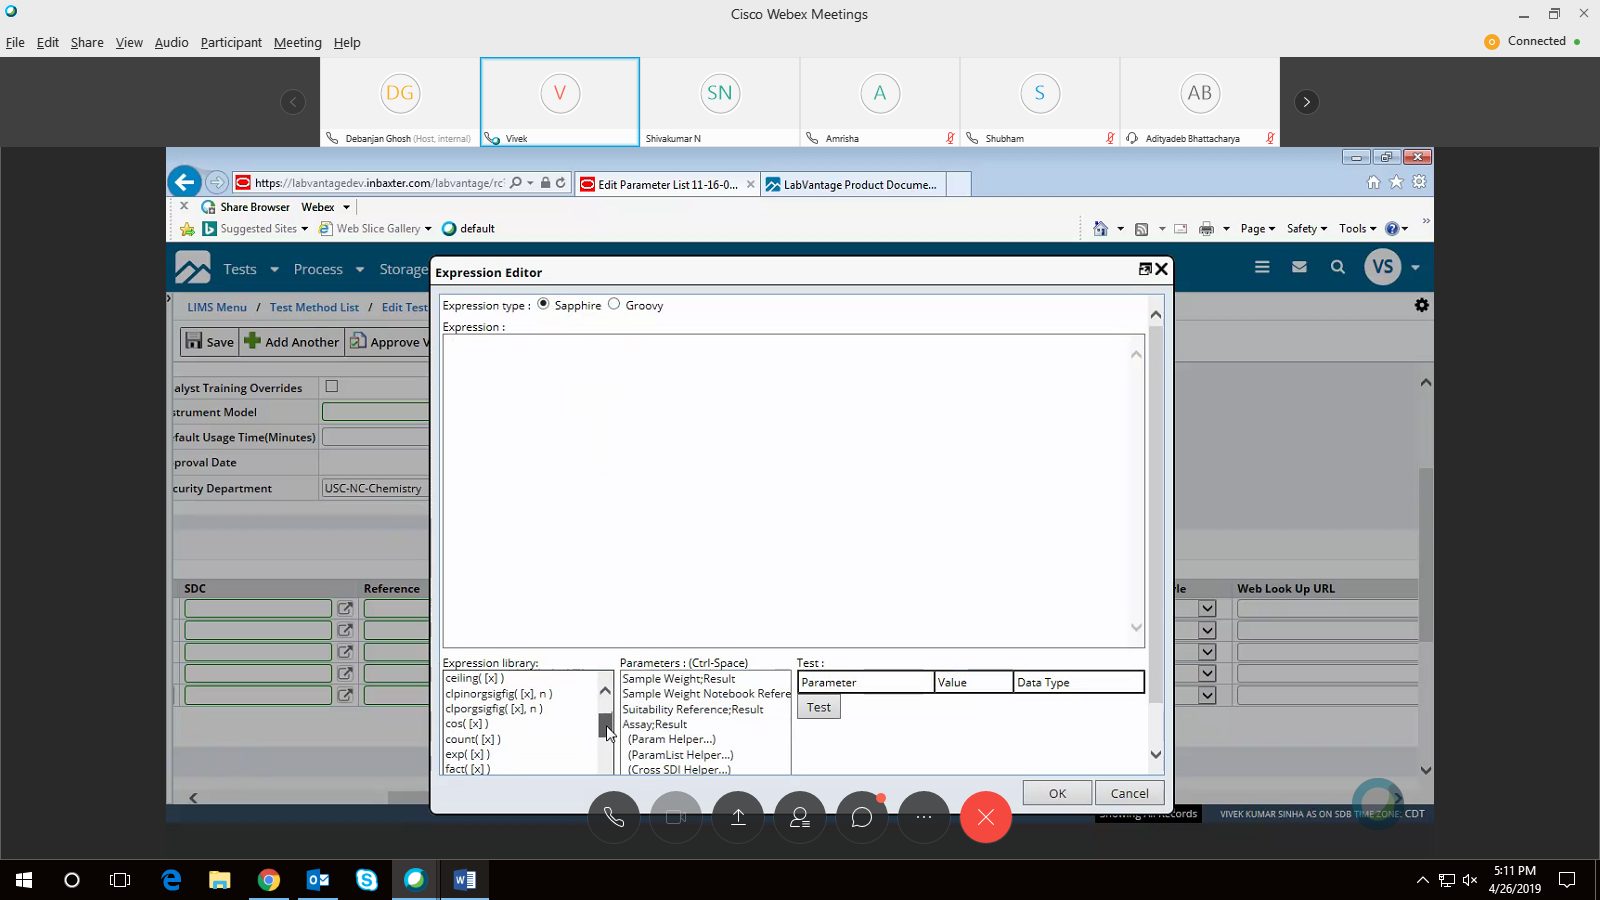 Cisco Webex Meetings
File Edit Share View Audio Participant Meeting Help
Connected
DG
V
SN
A
S
AB
Debanjan Ghosh (Host, internal)
Vivek
Shivakumar N
Amrisha
Shubham
Adityadeb Bhattacharya
https://labvantagedev.inbaxter.com/labvantage/rc
Edit Parameter List 11-16-0...
LabVantage Product Docume...
Share Browser Webex
Suggested Sites Web Slice Gallery default
Page Safety Tools
Tests Process Storage
VS
Expression Editor
LIMS Menu / Test Method List / Edit Test
Expression type : Sapphire Groovy
Expression :
Save Add Another Approve V
alyst Training Overrides
strument Model
efault Usage Time(Minutes)
proval Date
curity Department USC-NC-Chemistry
SDC Reference
le Web Look Up URL
Expression library:
ceiling( [x] )
clpinorgsigfig( [x], n )
clporgsigfig( [x], n )
cos( [x] )
count( [x] )
exp( [x] )
fact( [x] )
Parameters : (Ctrl-Space)
Sample Weight;Result
Sample Weight Notebook Refere
Suitability Reference;Result
Assay;Result
(Param Helper...)
(ParamList Helper...)
(Cross SDI Helper...)
Test :
Parameter Value Data Type
Test
OK Cancel
Showing All Records
VIVEK KUMAR SINHA AS ON SDB TIME ZONE: CDT
5:11 PM
4/26/2019